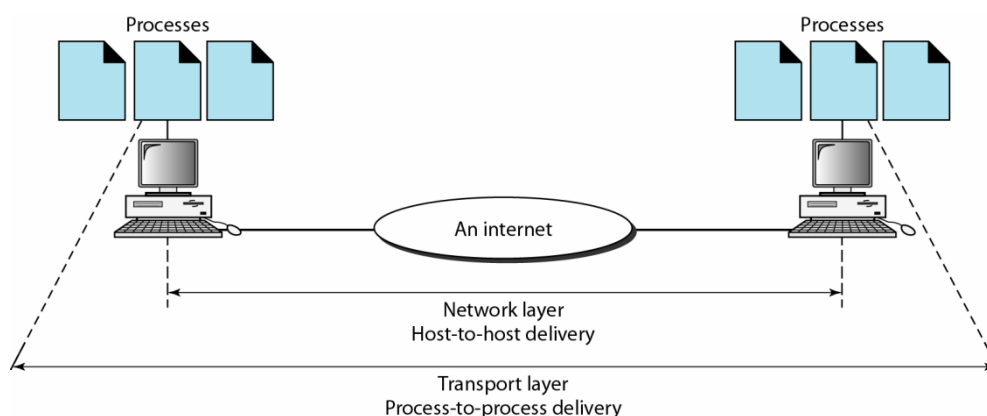 Processes
Processes
An internet
Network layer
Host-to-host delivery
Transport layer
Process-to-process delivery